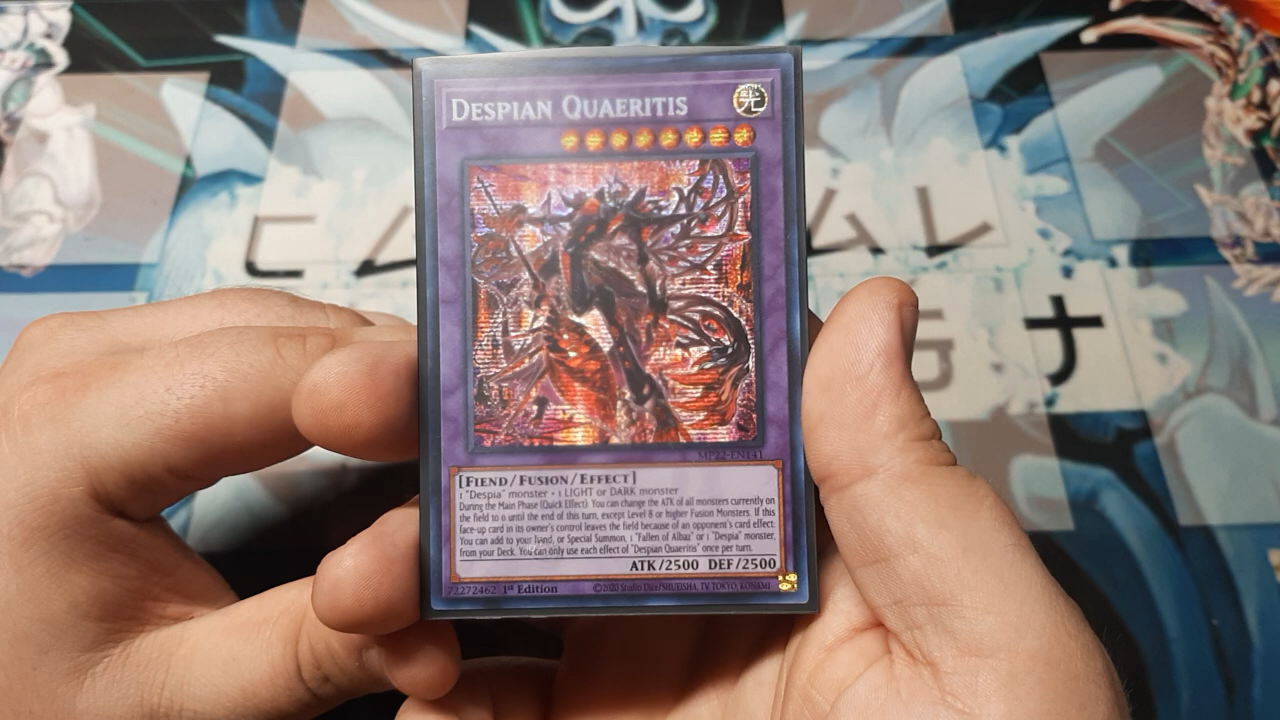 DESPIAN QUAERITIS
光
MP22-EN141
[FIEND/FUSION/EFFECT]
1 "Despia" monster + 1 LIGHT or DARK monster
During the Main Phase (Quick Effect): You can change the ATK of all monsters currently on
the field to 0 until the end of this turn, except Level 8 or higher Fusion Monsters. If this
face-up card in its owner's control leaves the field because of an opponent's card effect:
You can add to your hand, or Special Summon, 1 "Fallen of Albaz" or 1 "Despia" monster,
from your Deck. You can only use each effect of "Despian Quaeritis" once per turn.
ATK/2500 DEF/2500
72272462 1st Edition ©2020 Studio Dice/SHUEISHA, TV TOKYO, KONAMI